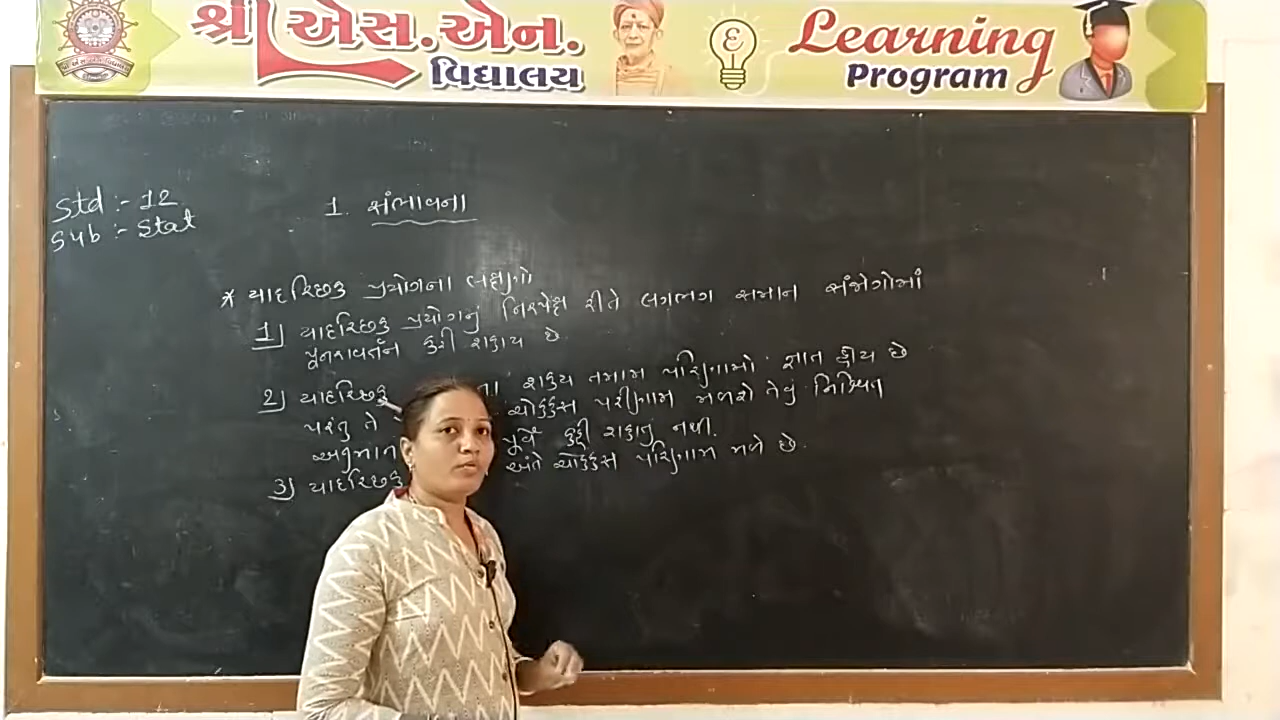 શ્રી એસ.એન.
વિદ્યાલય
Learning
Program
Std :- 12
Sub :- Stat
1. સંભાવના
* યાદચ્છિક પ્રયોગના લક્ષણો
1) યાદચ્છિક પ્રયોગનું નિરપેક્ષ રીતે લગભગ સમાન સંજોગોમાં
પુનરાવર્તન કરી શકાય છે.
2) યાદચ્છિક ના શક્ય તમામ પરિણામો જ્ઞાત હોય છે
પરંતુ તે ચોક્કસ પરીણામ મળશે તેવું નિશ્ચિત
અનુમાન પૂર્વે કહી શકાતું નથી.
3) યાદચ્છિક અંતે ચોક્કસ પરિણામ મળે છે.